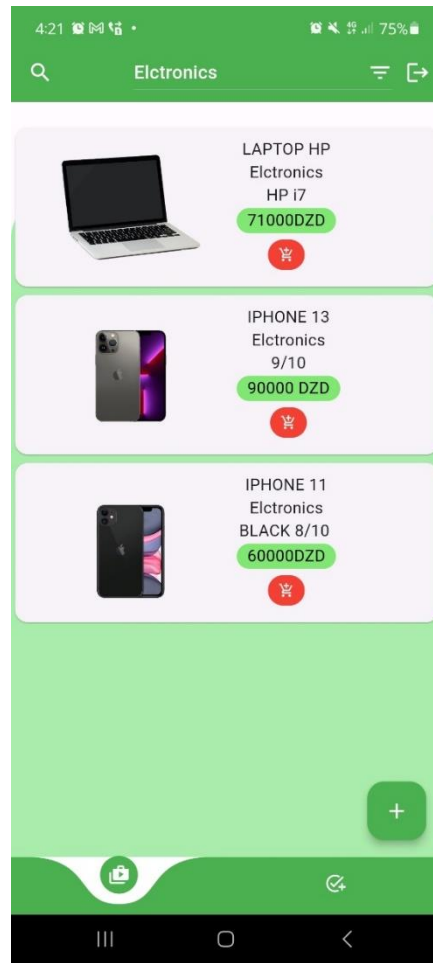 4:21
4G 75%
Elctronics
LAPTOP HP
Elctronics
HP i7
71000DZD
IPHONE 13
Elctronics
9/10
90000 DZD
IPHONE 11
Elctronics
BLACK 8/10
60000DZD